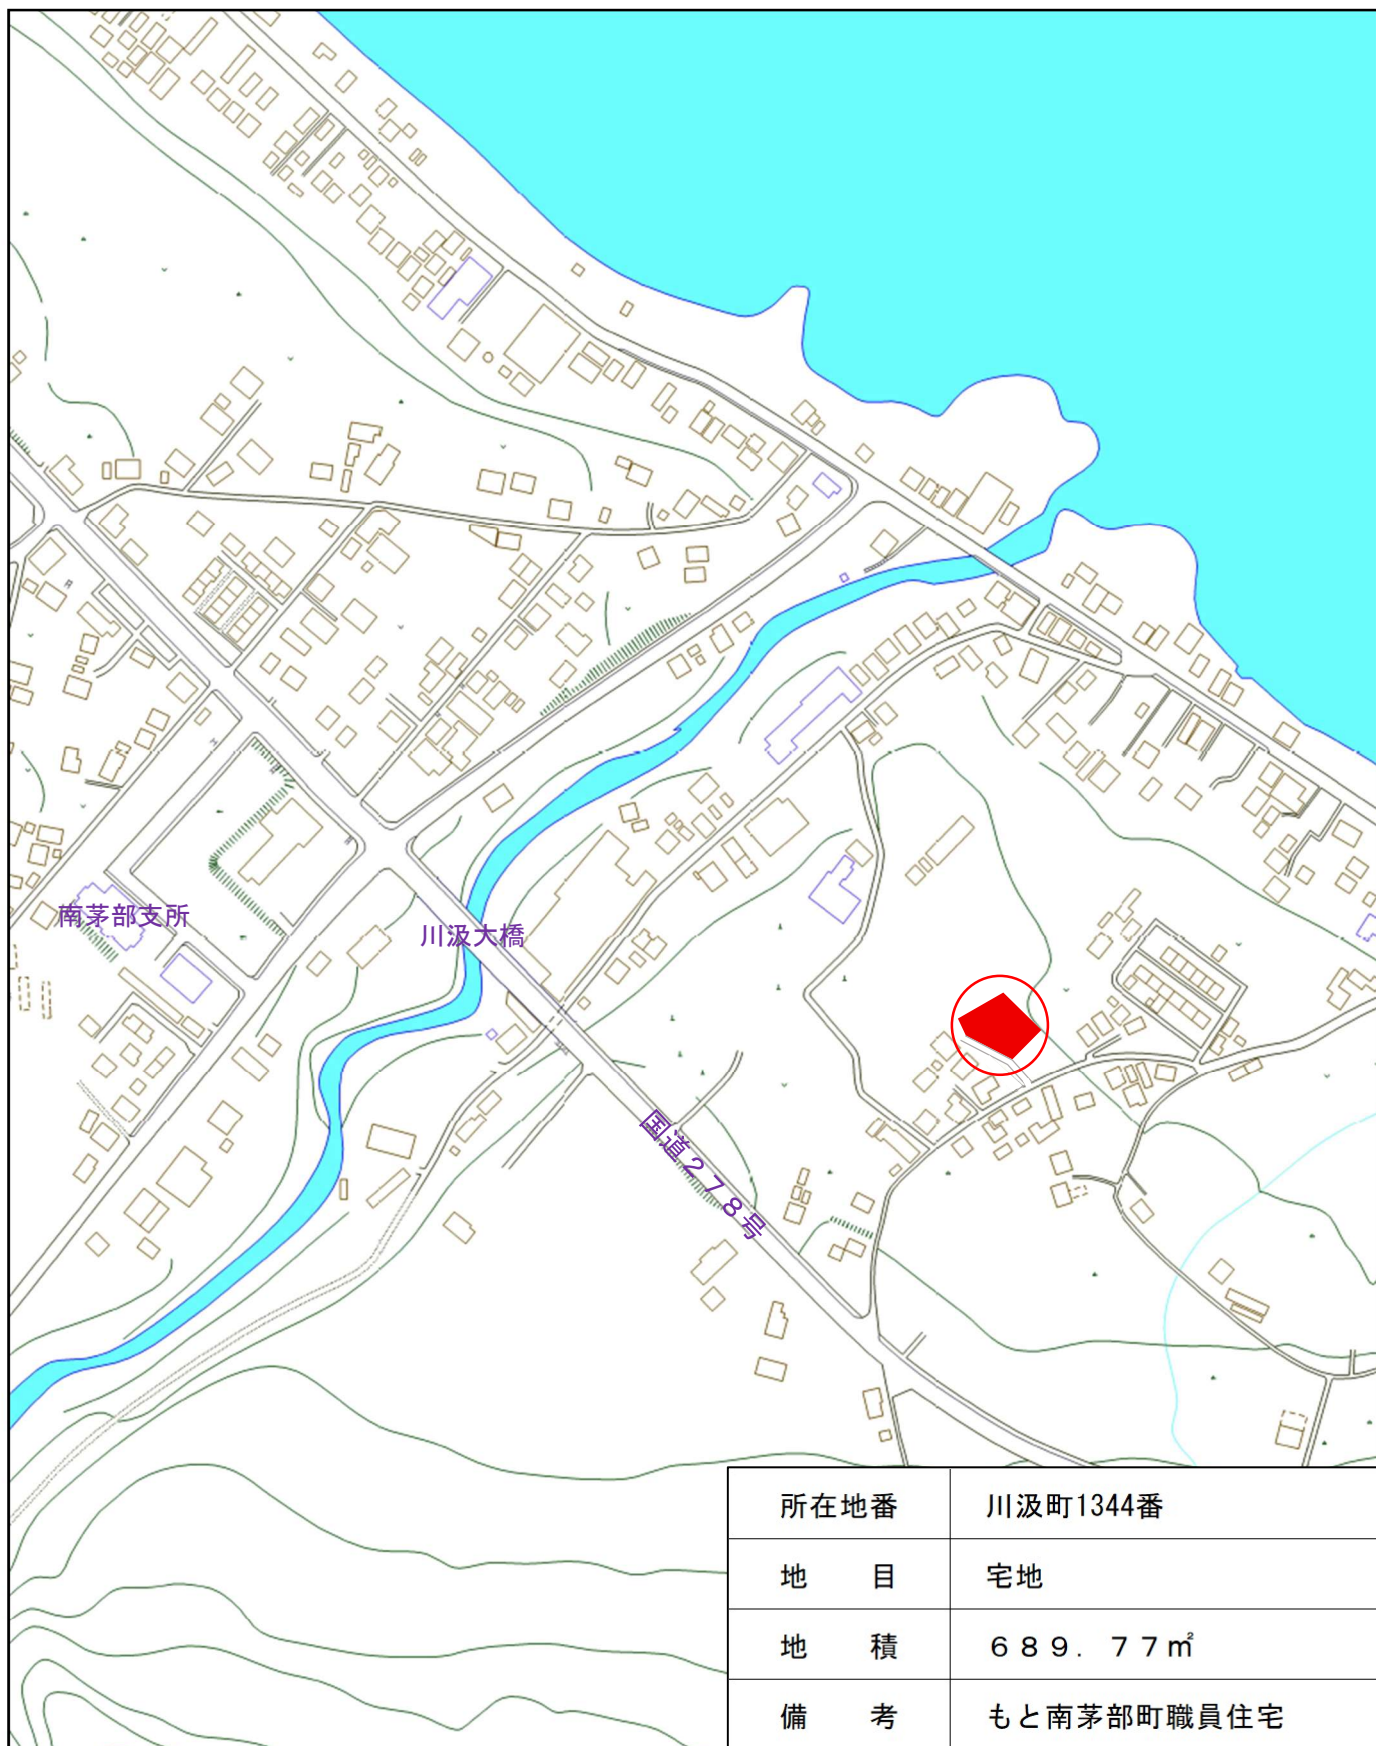 南茅部支所
川汲大橋
国道２７８号
所在地番 川汲町1344番
地 目 宅地
地 積 ６８９．７７㎡
備 考 もと南茅部町職員住宅